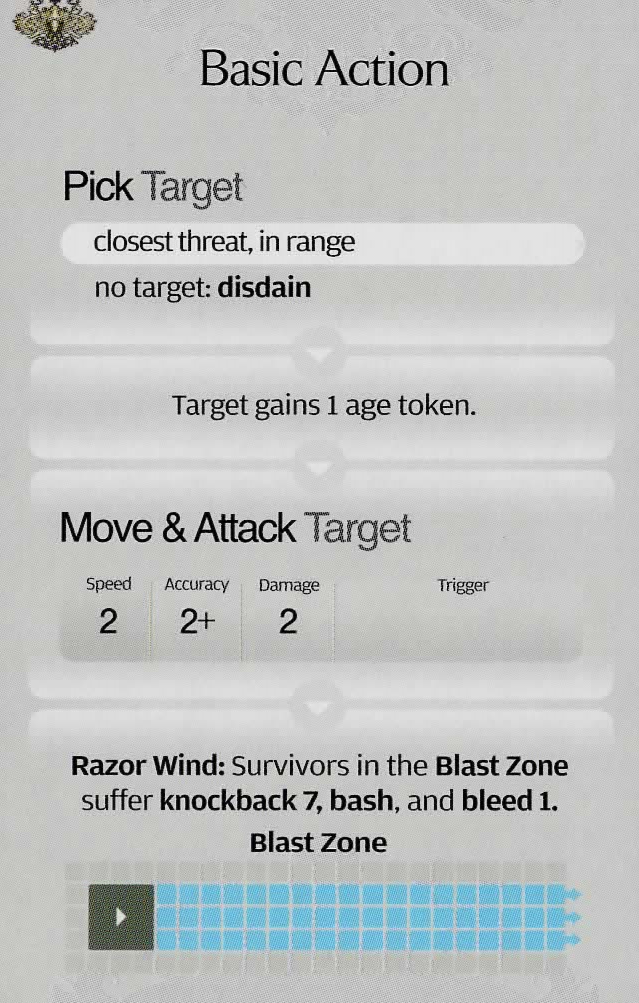 Basic Action
Pick Target
closest threat, in range
no target: disdain
Target gains 1 age token.
Move & Attack Target
Speed Accuracy Damage Trigger
2 2+ 2
Razor Wind: Survivors in the Blast Zone
suffer knockback 7, bash, and bleed 1.
Blast Zone